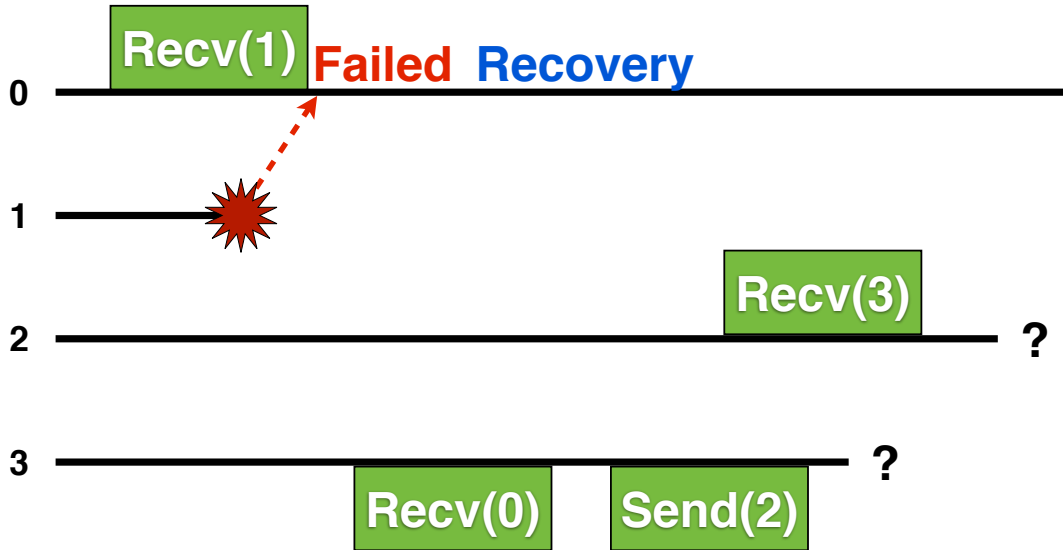 Recv(1)
Failed Recovery
0
1
Recv(3)
2 ?
3 ?
Recv(0) Send(2)